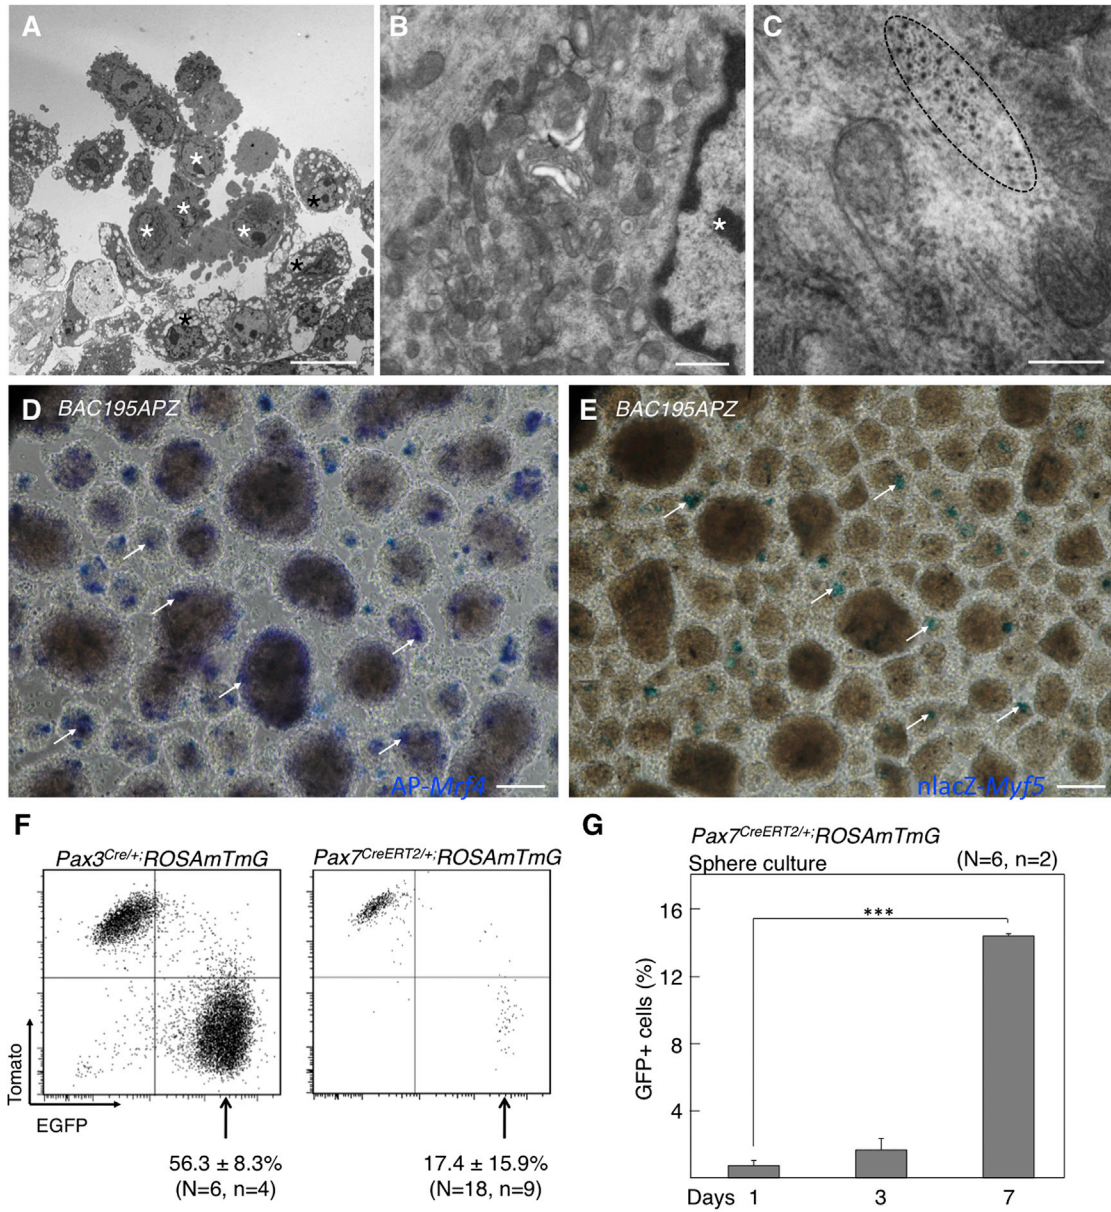 A
B
C
*
*
*
*
*
*
*
*
D
BAC195APZ
AP-Mrf4
E
BAC195APZ
nlacZ-Myf5
F
Pax3Cre/+;ROSAmTmG
Pax7CreERT2/+;ROSAmTmG
Tomato
EGFP
56.3 ± 8.3%
(N=6, n=4)
17.4 ± 15.9%
(N=18, n=9)
G
Pax7CreERT2/+;ROSAmTmG
Sphere culture
(N=6, n=2)
***
GFP+ cells (%)
16
12
8
4
Days 1 3 7